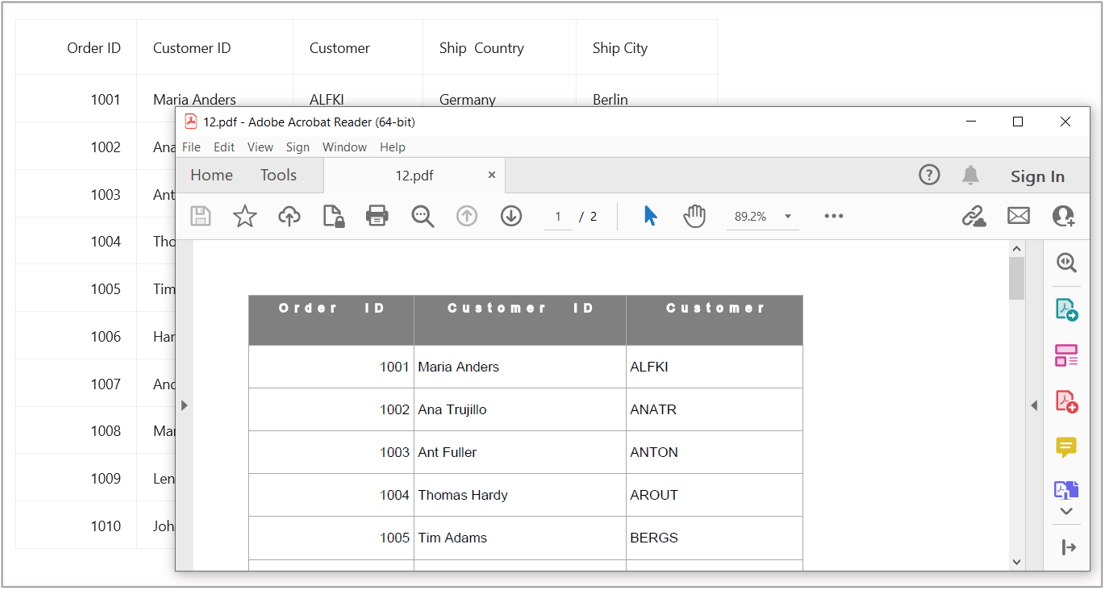 Order ID Customer ID Customer Ship  Country Ship City
1001 Maria Anders ALFKI Germany Berlin
12.pdf - Adobe Acrobat Reader (64-bit)
1002 Ana
File Edit View Sign Window Help
Home Tools 12.pdf × ? Sign In
1003 Ant
1 / 2 89.2%
1004 Tho
1005 Tim
Order ID Customer ID Customer
1006 Har
1001 Maria Anders ALFKI
1007 And
1002 Ana Trujillo ANATR
1008 Mar
1003 Ant Fuller ANTON
1009 Len
1004 Thomas Hardy AROUT
1010 Joh
1005 Tim Adams BERGS